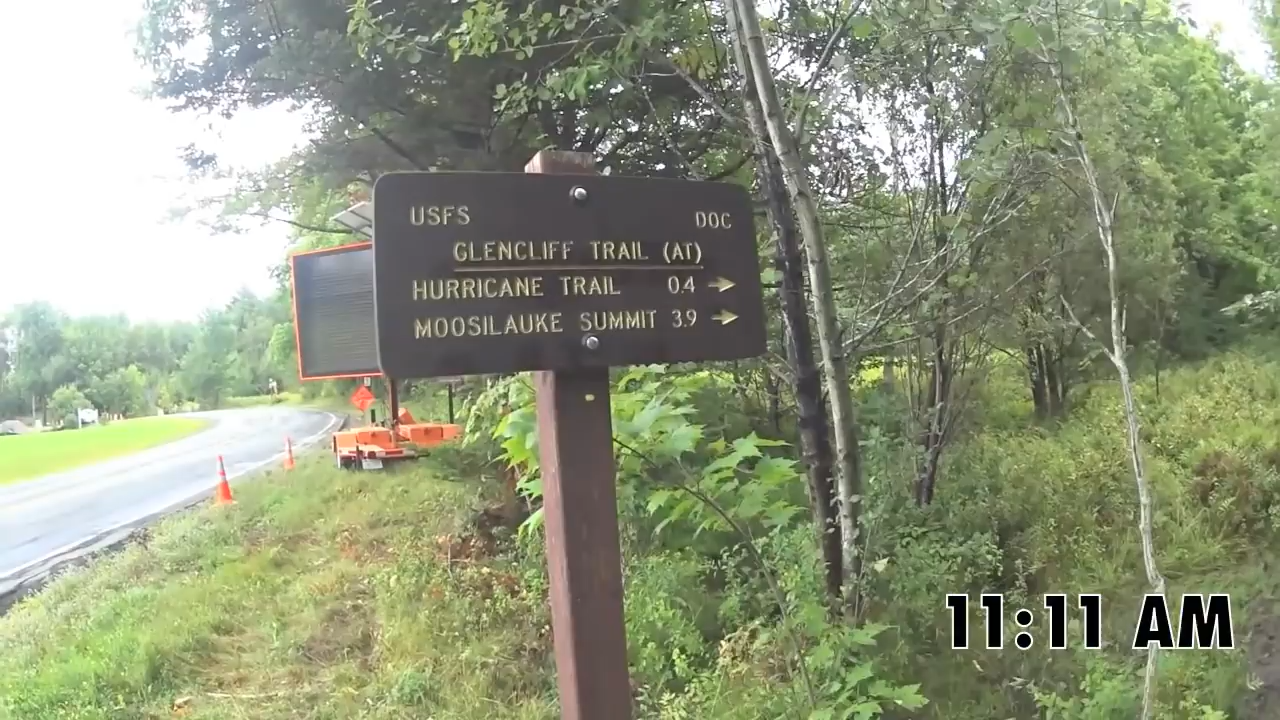 USFS DOC
GLENCLIFF TRAIL (AT)
HURRICANE TRAIL 0.4
MOOSILAUKE SUMMIT 3.9
11:11 AM